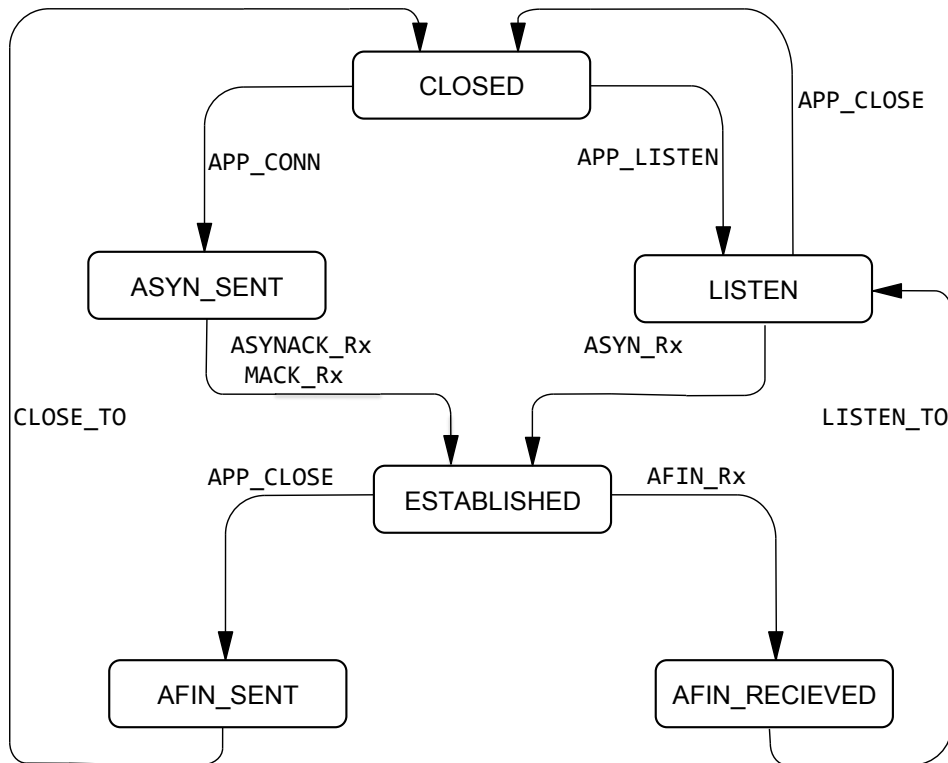 CLOSED
APP_CLOSE
APP_CONN
APP_LISTEN
ASYN_SENT
LISTEN
ASYNACK_Rx
MACK_Rx
ASYN_Rx
CLOSE_TO
LISTEN_TO
APP_CLOSE
AFIN_Rx
ESTABLISHED
AFIN_SENT
AFIN_RECIEVED